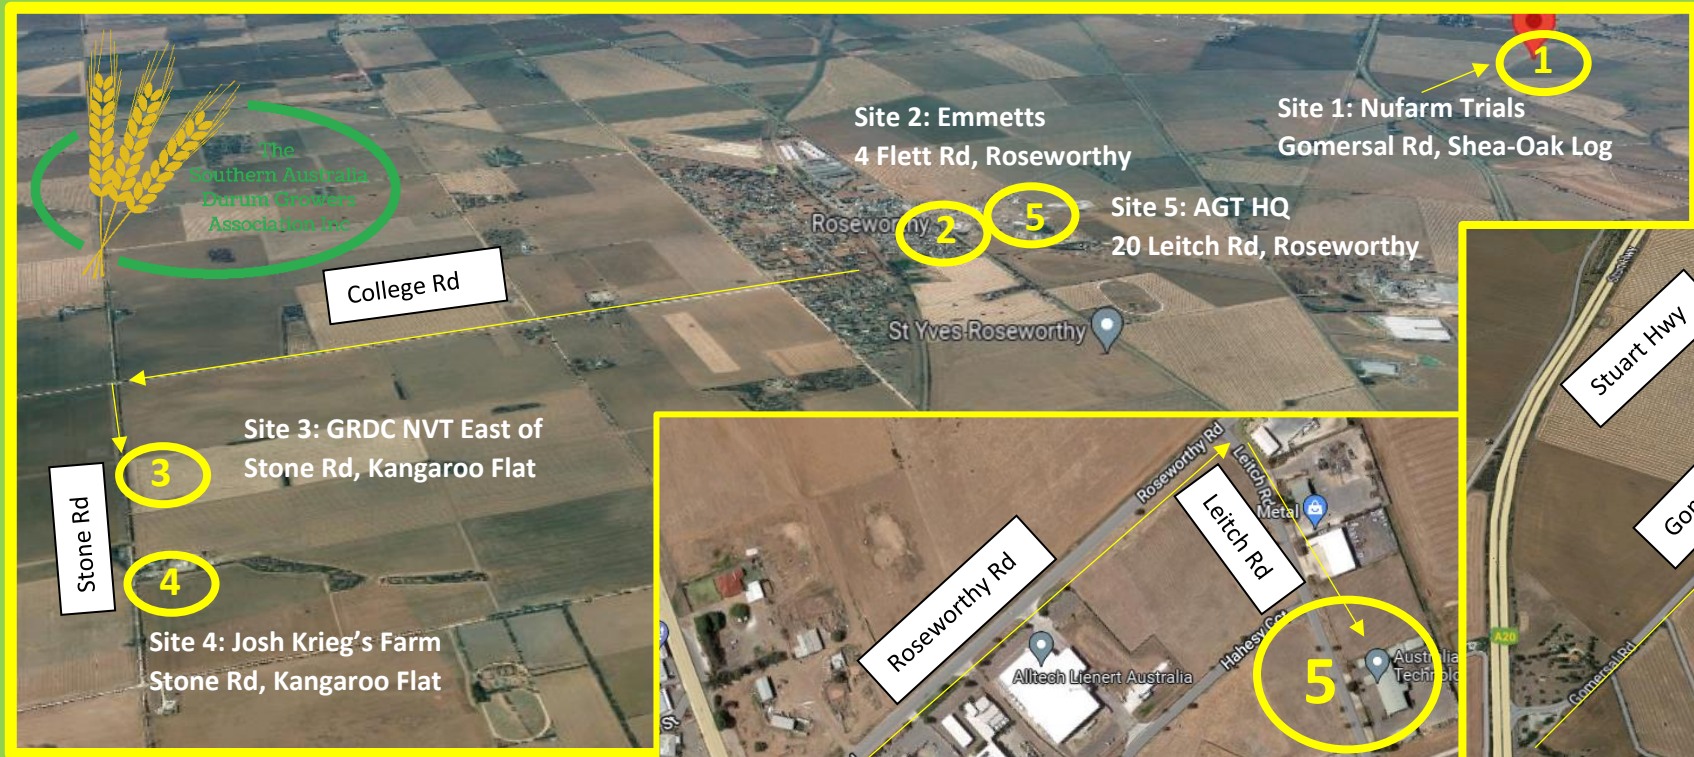 The
Southern Australia
Durum Growers
Association Inc
1
Site 1: Nufarm Trials
Gomersal Rd, Shea-Oak Log
Site 2: Emmetts
4 Flett Rd, Roseworthy
Roseworthy
2
5
Site 5: AGT HQ
20 Leitch Rd, Roseworthy
College Rd
St Yves Roseworthy
Site 3: GRDC NVT East of
Stone Rd, Kangaroo Flat
3
Stone Rd
4
Site 4: Josh Krieg's Farm
Stone Rd, Kangaroo Flat
Roseworthy Rd
Leitch Rd
Metal
Leitch Rd
Roseworthy Rd
Alltech Lienert Australia
5
Australia
Technolo
St
Stuart Hwy
Gom
A20
Gomersal Rd